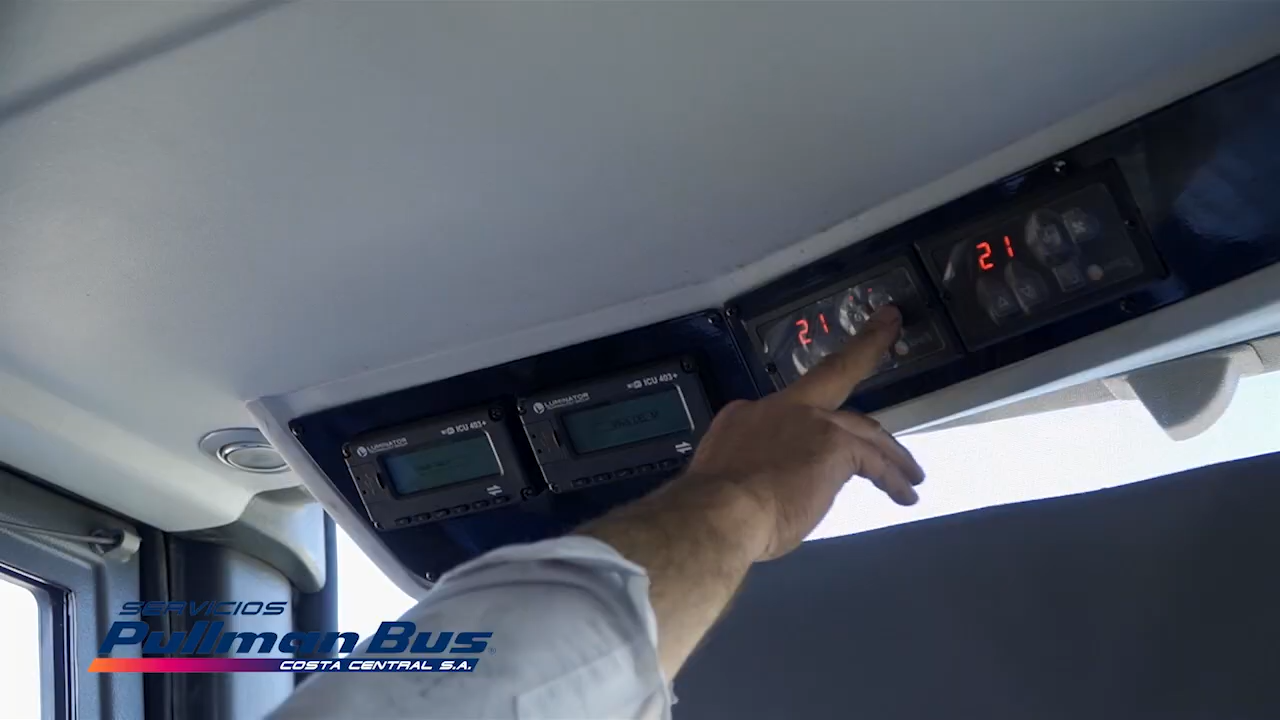 21
21
LUMINATOR
ICU 403+
LUMINATOR
ICU 403+
SERVICIOS
Pullman Bus
COSTA CENTRAL S.A.